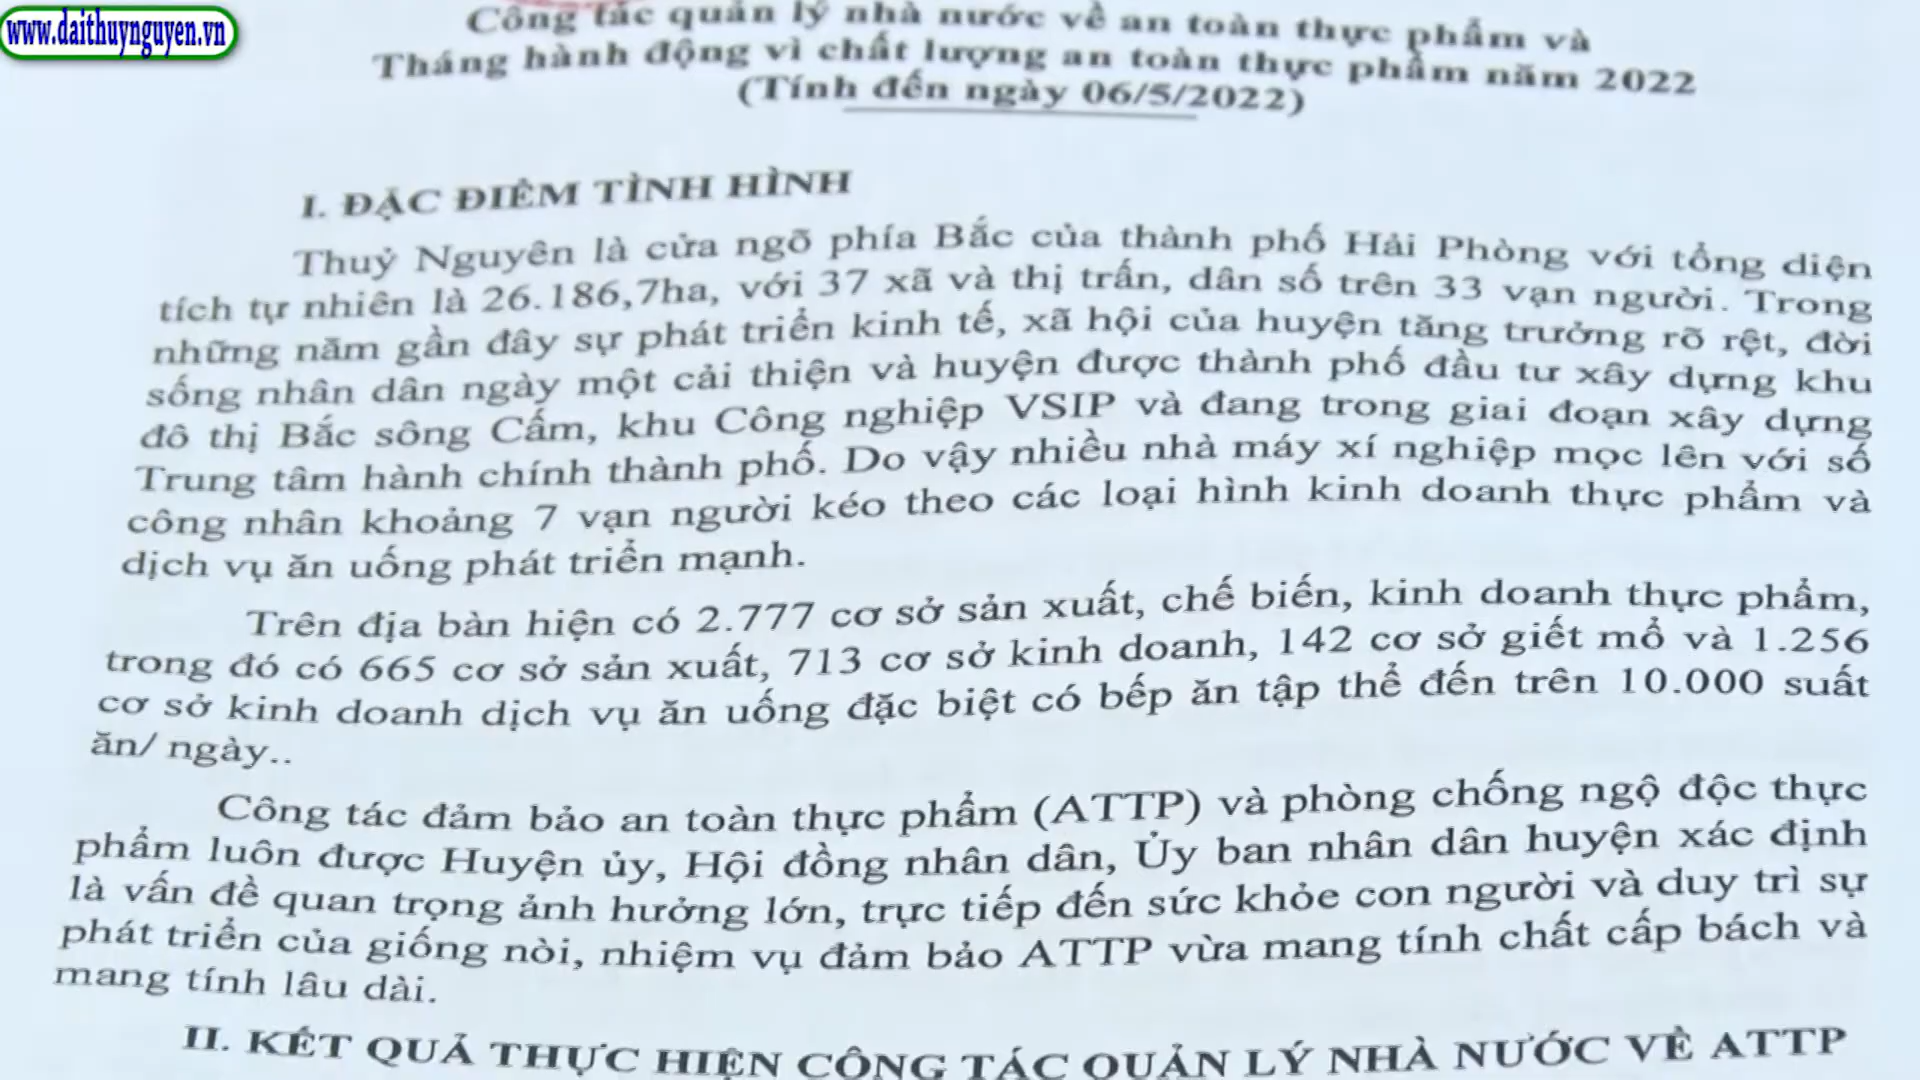 www.daithuynguyen.vn
Công tác quản lý nhà nước về an toàn thực phẩm và
Tháng hành động vì chất lượng an toàn thực phẩm năm 2022
(Tính đến ngày 06/5/2022)
I. ĐẶC ĐIỂM TÌNH HÌNH
Thuỷ Nguyên là cửa ngõ phía Bắc của thành phố Hải Phòng với tổng diện
tích tự nhiên là 26.186,7ha, với 37 xã và thị trấn, dân số trên 33 vạn người. Trong
những năm gần đây sự phát triển kinh tế, xã hội của huyện tăng trưởng rõ rệt, đời
sống nhân dân ngày một cải thiện và huyện được thành phố đầu tư xây dựng khu
đô thị Bắc sông Cấm, khu Công nghiệp VSIP và đang trong giai đoạn xây dựng
Trung tâm hành chính thành phố. Do vậy nhiều nhà máy xí nghiệp mọc lên với số
công nhân khoảng 7 vạn người kéo theo các loại hình kinh doanh thực phẩm và
dịch vụ ăn uống phát triển mạnh.
Trên địa bàn hiện có 2.777 cơ sở sản xuất, chế biến, kinh doanh thực phẩm,
trong đó có 665 cơ sở sản xuất, 713 cơ sở kinh doanh, 142 cơ sở giết mổ và 1.256
cơ sở kinh doanh dịch vụ ăn uống đặc biệt có bếp ăn tập thể đến trên 10.000 suất
ăn/ ngày..
Công tác đảm bảo an toàn thực phẩm (ATTP) và phòng chống ngộ độc thực
phẩm luôn được Huyện ủy, Hội đồng nhân dân, Ủy ban nhân dân huyện xác định
là vấn đề quan trọng ảnh hưởng lớn, trực tiếp đến sức khỏe con người và duy trì sự
phát triển của giống nòi, nhiệm vụ đảm bảo ATTP vừa mang tính chất cấp bách và
mang tính lâu dài.
II. KẾT QUẢ THỰC HIỆN CÔNG TÁC QUẢN LÝ NHÀ NƯỚC VỀ ATTP